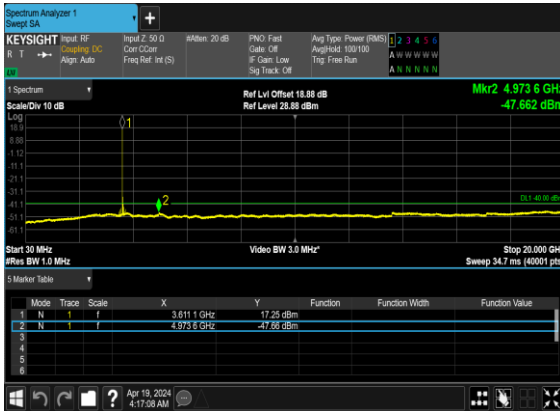 Spectrum Analyzer 1
Swept SA
+
KEYSIGHT Input: RF Input Z: 50 Ω #Atten: 20 dB PNO: Fast Avg Type: Power (RMS) 1 2 3 4 5 6
R T Coupling: DC Corr CCorr Gate: Off Avg|Hold: 100/100 A W W W W W
Align: Auto Freq Ref: Int (S) IF Gain: Low Trig: Free Run
Sig Track: Off A N N N N N
LW
1 Spectrum Ref Lvl Offset 18.88 dB Mkr2 4.973 6 GHz
Scale/Div 10 dB Ref Level 28.88 dBm -47.662 dBm
Log
18.9
8.88
-1.12
-11.1
-21.1
-31.1
-41.1
-51.1
-61.1
1
2
DL1 -40.00 dBm
Start 30 MHz Video BW 3.0 MHz* Stop 20.000 GHz
#Res BW 1.0 MHz Sweep 34.7 ms (40001 pts)
5 Marker Table
Mode Trace Scale X Y Function Function Width Function Value
1 N 1 f 3.611 1 GHz 17.25 dBm
2 N 1 f 4.973 6 GHz -47.66 dBm
3
4
5
6
? Apr 19, 2024
4:17:08 AM